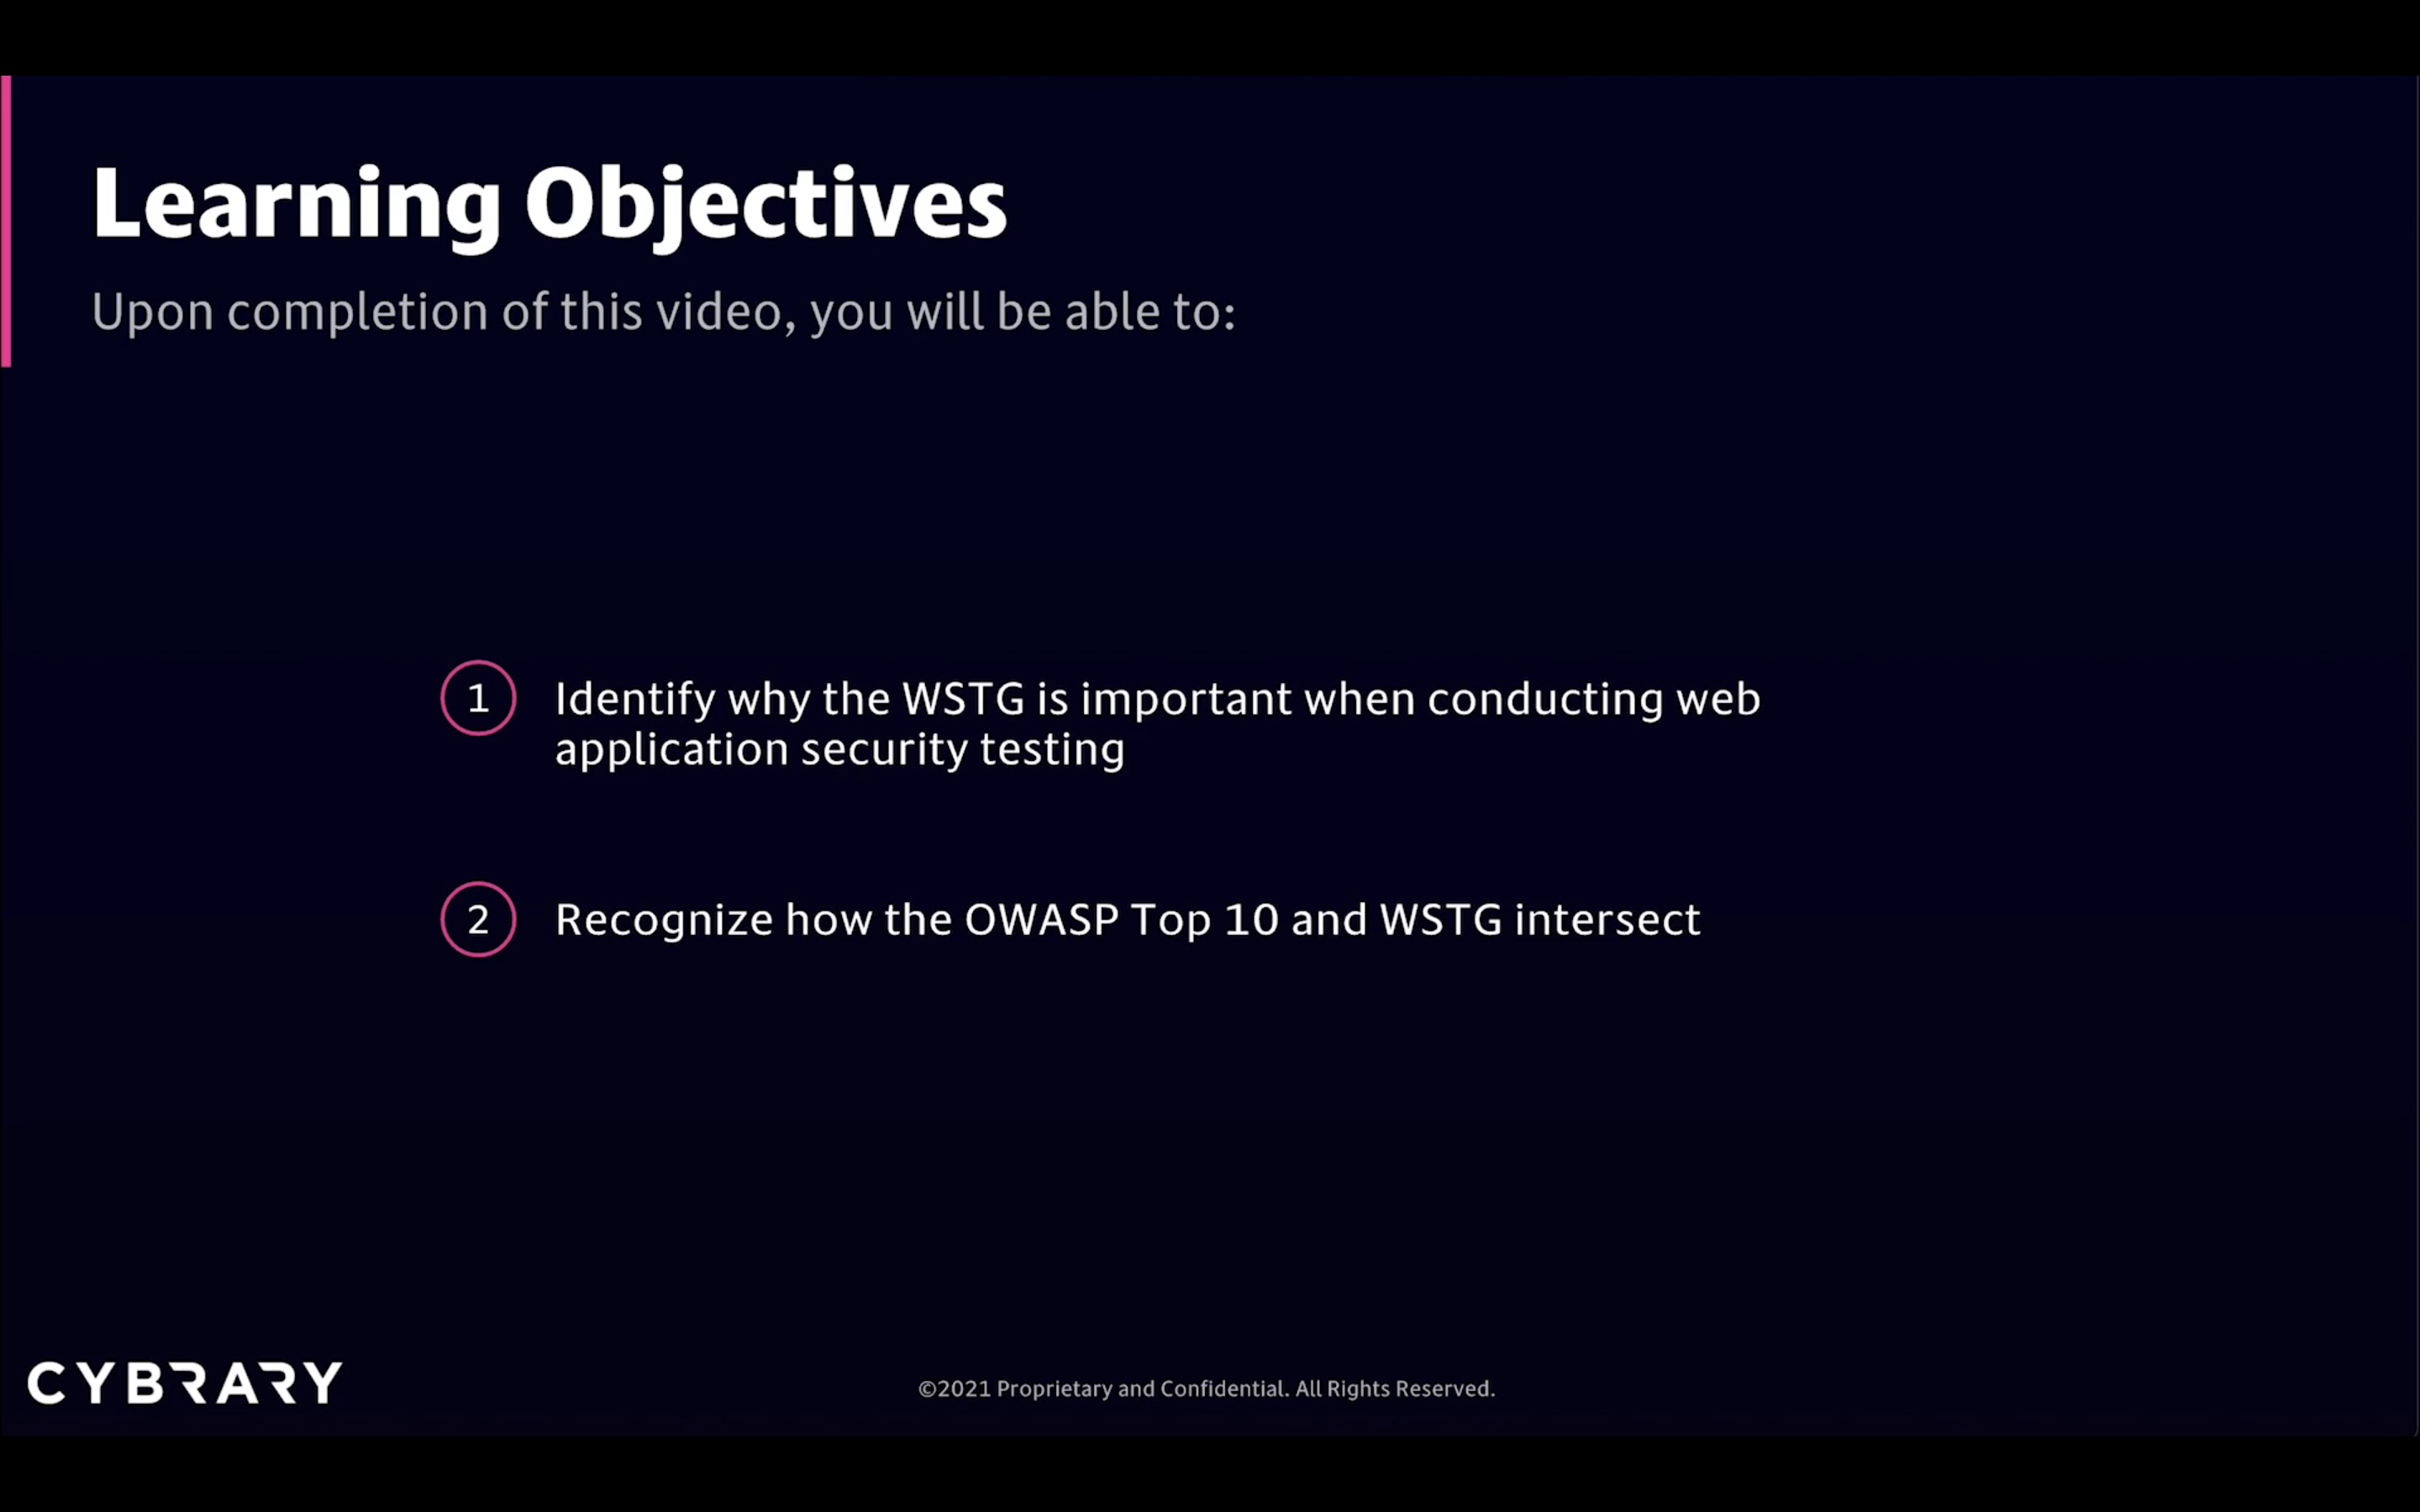 Learning Objectives
Upon completion of this video, you will be able to:
1 Identify why the WSTG is important when conducting web
application security testing
2 Recognize how the OWASP Top 10 and WSTG intersect
CYBRARY
©2021 Proprietary and Confidential. All Rights Reserved.